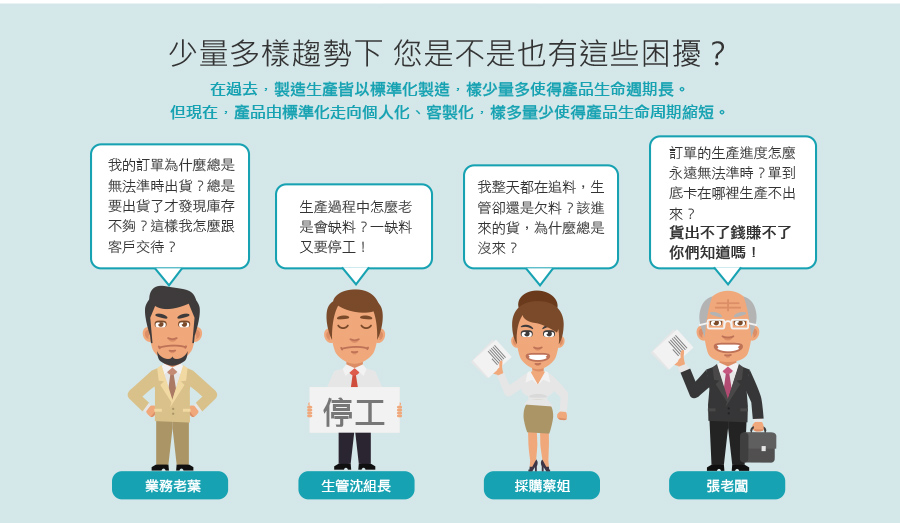 少量多樣趨勢下 您是不是也有這些困擾？
在過去，製造生產皆以標準化製造，樣少量多使得產品生命週期長。
但現在，產品由標準化走向個人化、客製化，樣多量少使得產品生命周期縮短。
我的訂單為什麼總是
無法準時出貨？總是
要出貨了才發現庫存
不夠？這樣我怎麼跟
客戶交待？
生產過程中怎麼老
是會缺料？一缺料
又要停工！
我整天都在追料，生
管卻還是欠料？該進
來的貨，為什麼總是
沒來？
訂單的生產進度怎麼
永遠無法準時？單到
底卡在哪裡生產不出
來？
貨出不了錢賺不了
你們知道嗎！
停工
業務老葉
生管沈組長
採購蔡姐
張老闆